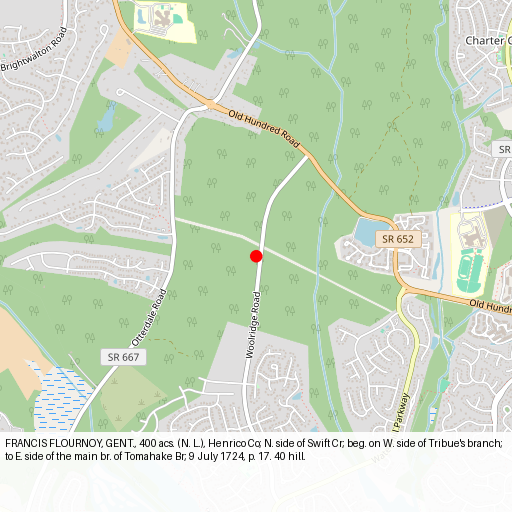 Brightwalton Road
Charter C
Old Hundred Road
SR
SR 652
Old Hundr
Woolridge Road
Otterdale Road
SR 667
l Parkway
FRANCIS FLOURNOY, GENT., 400 acs. (N. L.), Henrico Co; N. side of Swift Cr; beg. on W. side of Tribue's branch;
to E. side of the main br. of Tomahake Br; 9 July 1724, p. 17. 40 hill.